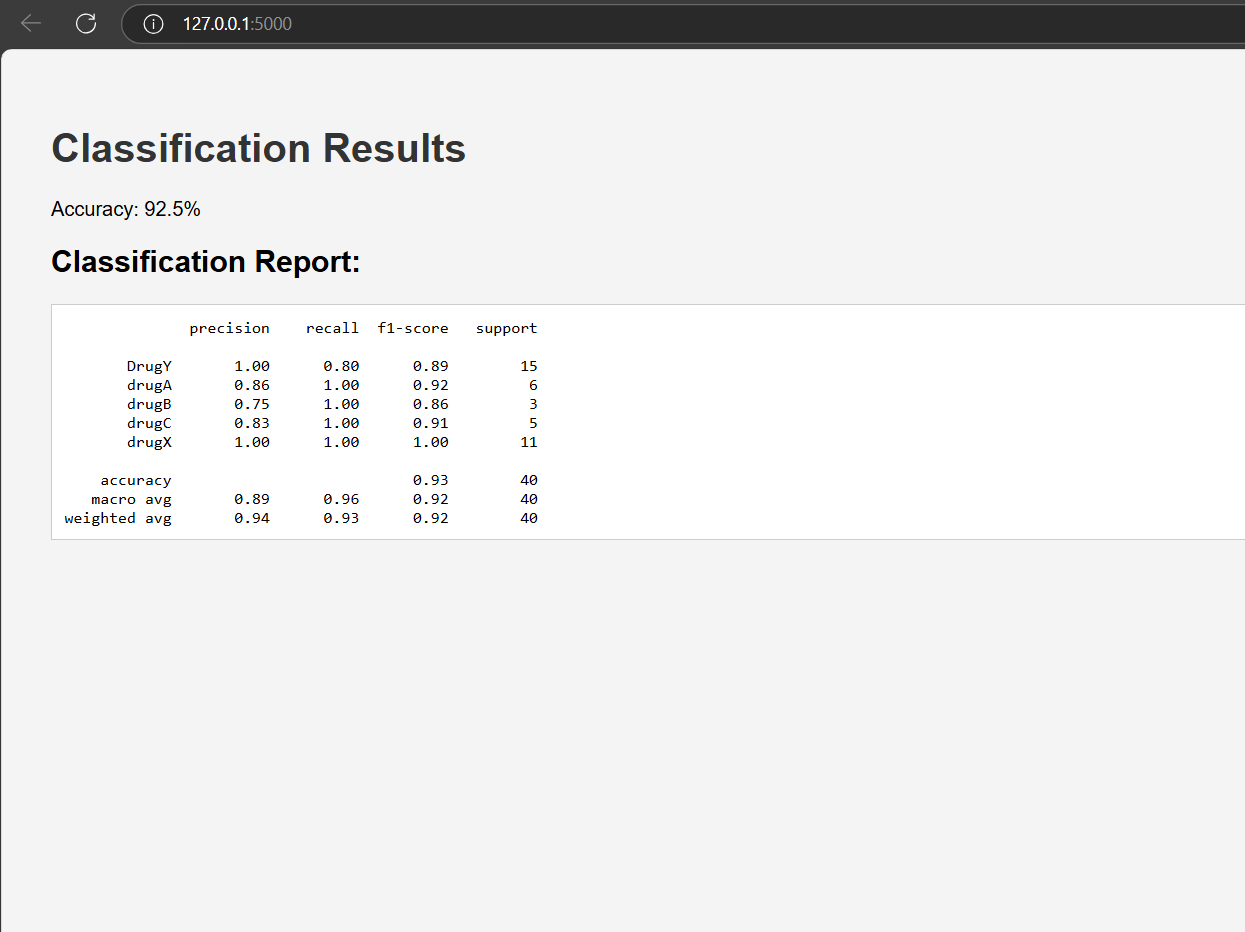 127.0.0.1:5000
Classification Results
Accuracy: 92.5%
Classification Report:
precision recall f1-score support
DrugY 1.00 0.80 0.89 15
drugA 0.86 1.00 0.92 6
drugB 0.75 1.00 0.86 3
drugC 0.83 1.00 0.91 5
drugX 1.00 1.00 1.00 11
accuracy 0.93 40
macro avg 0.89 0.96 0.92 40
weighted avg 0.94 0.93 0.92 40